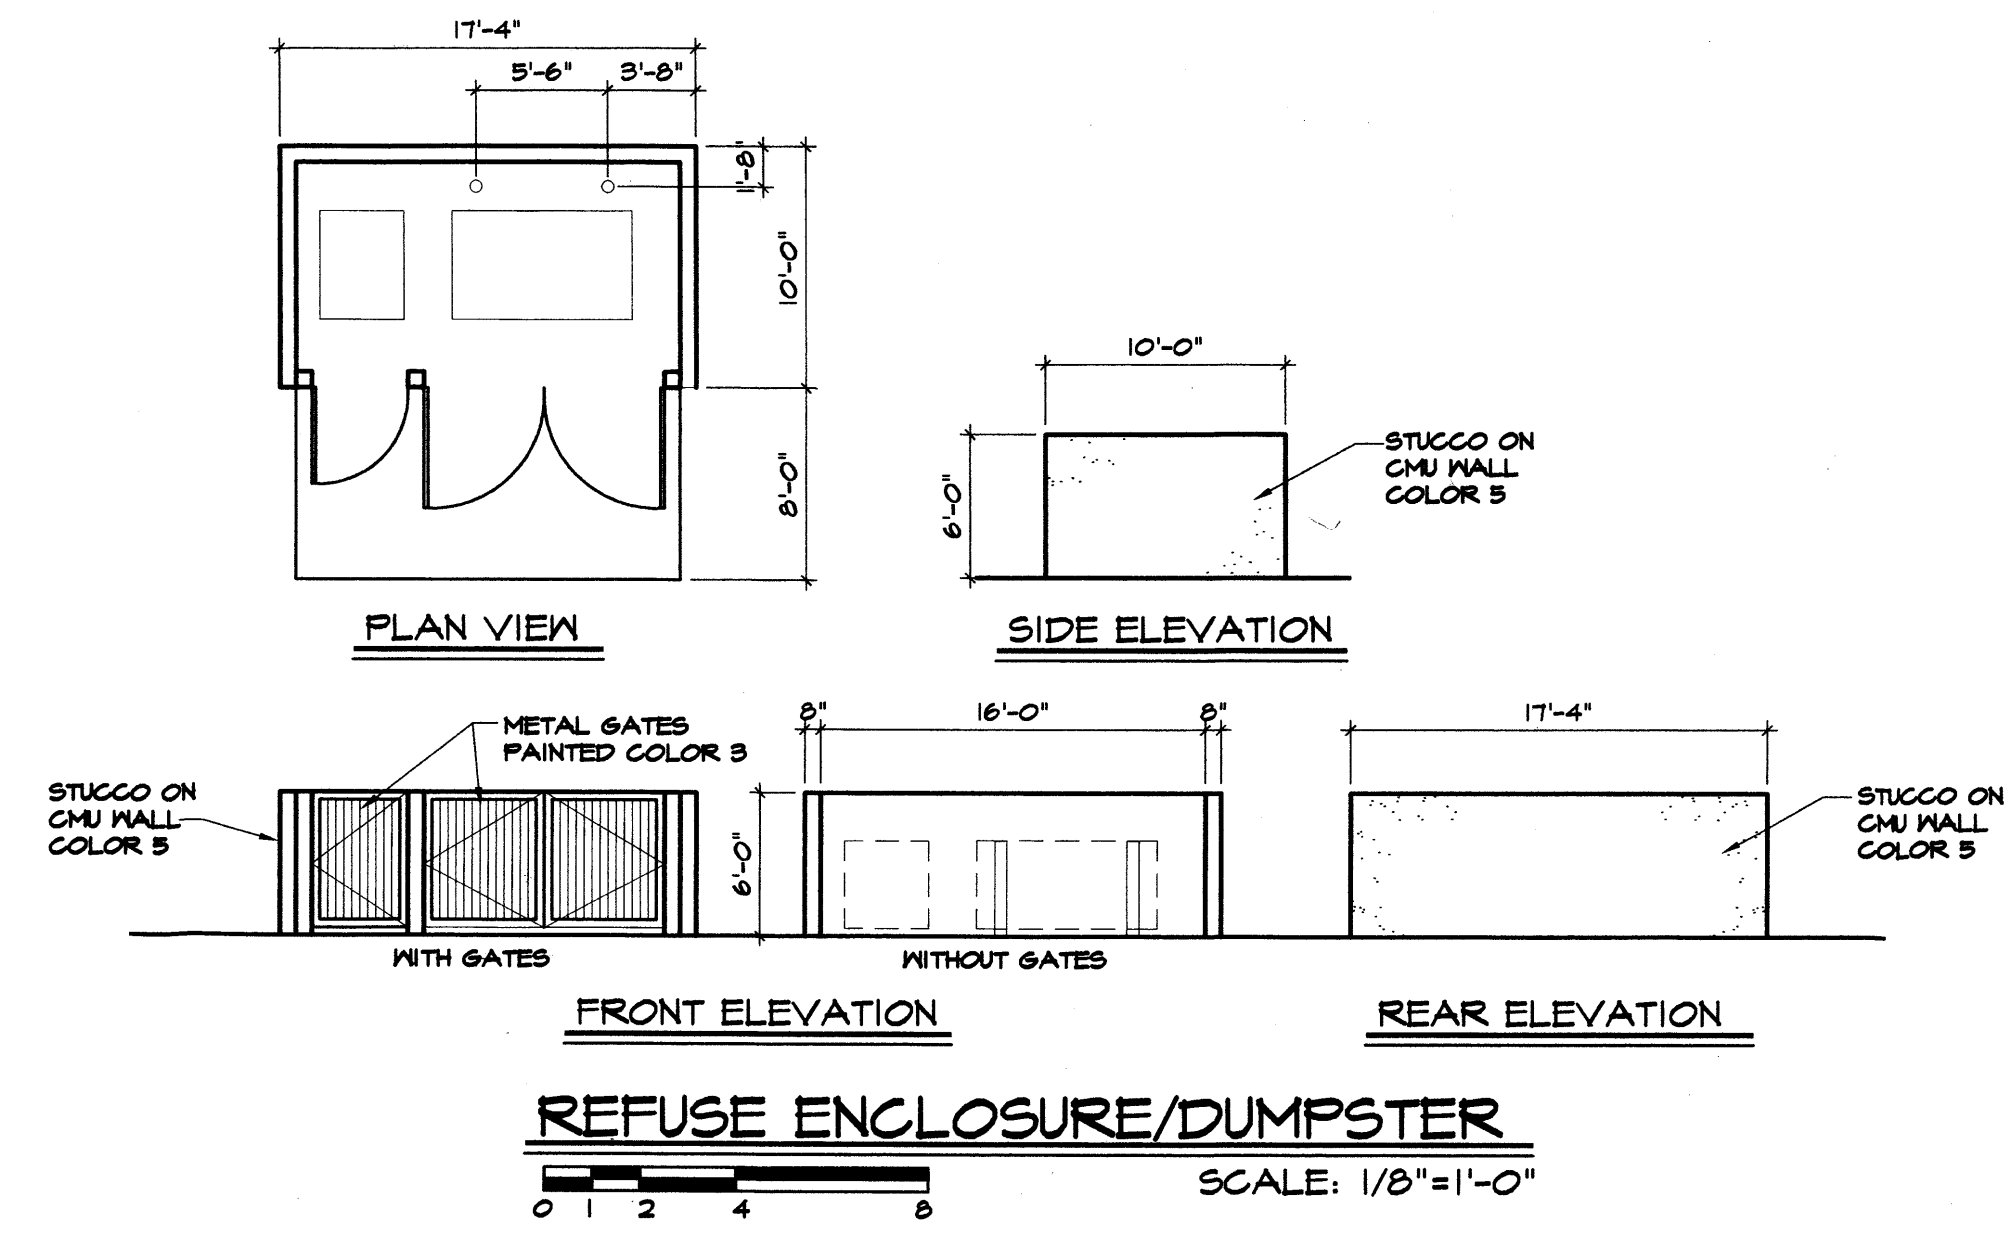 17'-4"
5'-6"
3'-8"
1'-8"
10'-0"
8'-0"
PLAN VIEW
10'-0"
6'-0"
STUCCO ON
CMU WALL
COLOR 5
SIDE ELEVATION
METAL GATES
PAINTED COLOR 3
STUCCO ON
CMU WALL
COLOR 5
WITH GATES
8"
16'-0"
8"
6'-0"
WITHOUT GATES
FRONT ELEVATION
17'-4"
STUCCO ON
CMU WALL
COLOR 5
REAR ELEVATION
REFUSE ENCLOSURE/DUMPSTER
0 1 2 4 8
SCALE: 1/8"=1'-0"